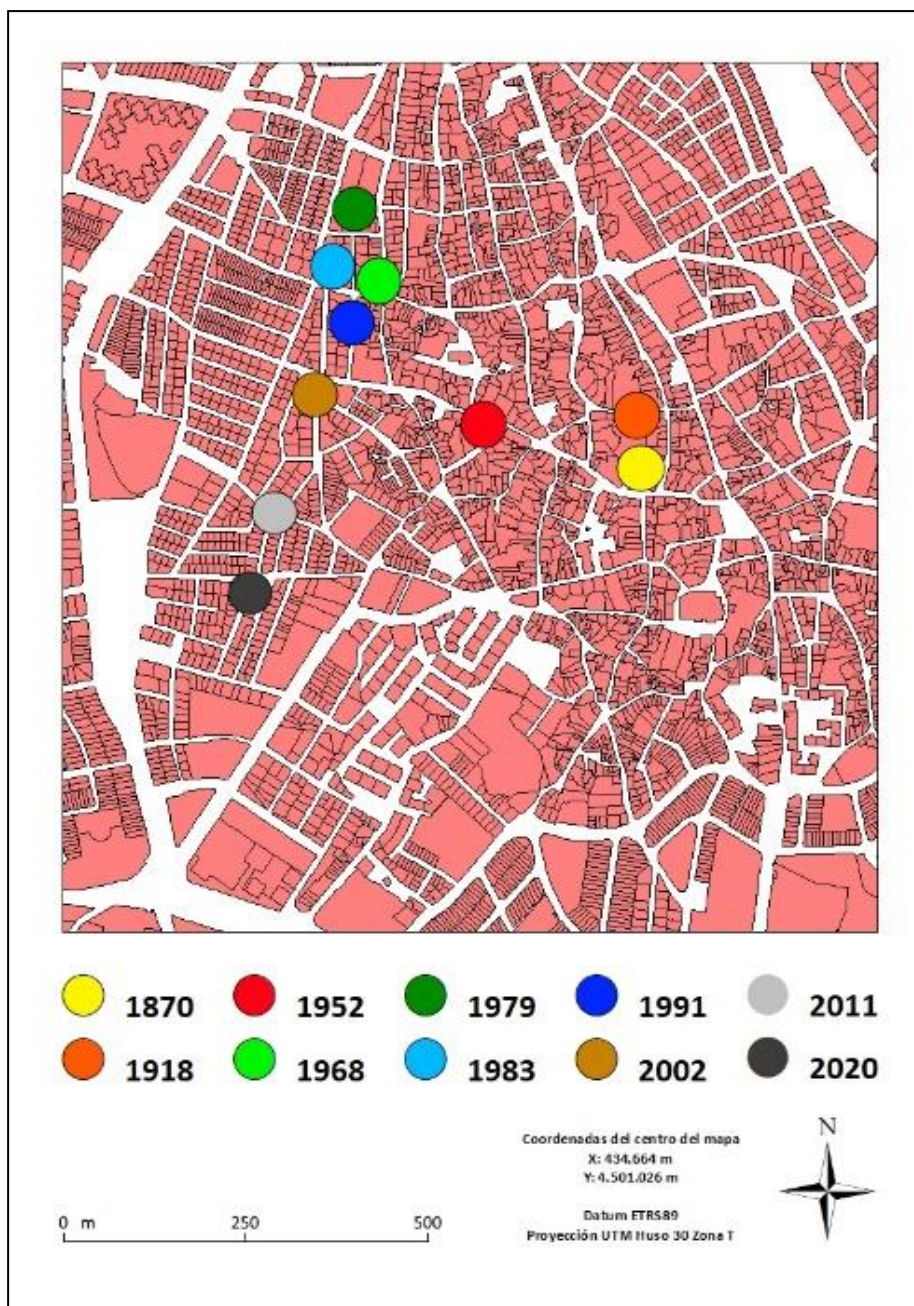 1870 1952 1979 1991 2011
1918 1968 1983 2002 2020
N
Coordenadas del centro del mapa
X: 434.664 m
Y: 4.501.026 m
Datum ETRS89
Proyección UTM Huso 30 Zona T
0 m 250 500